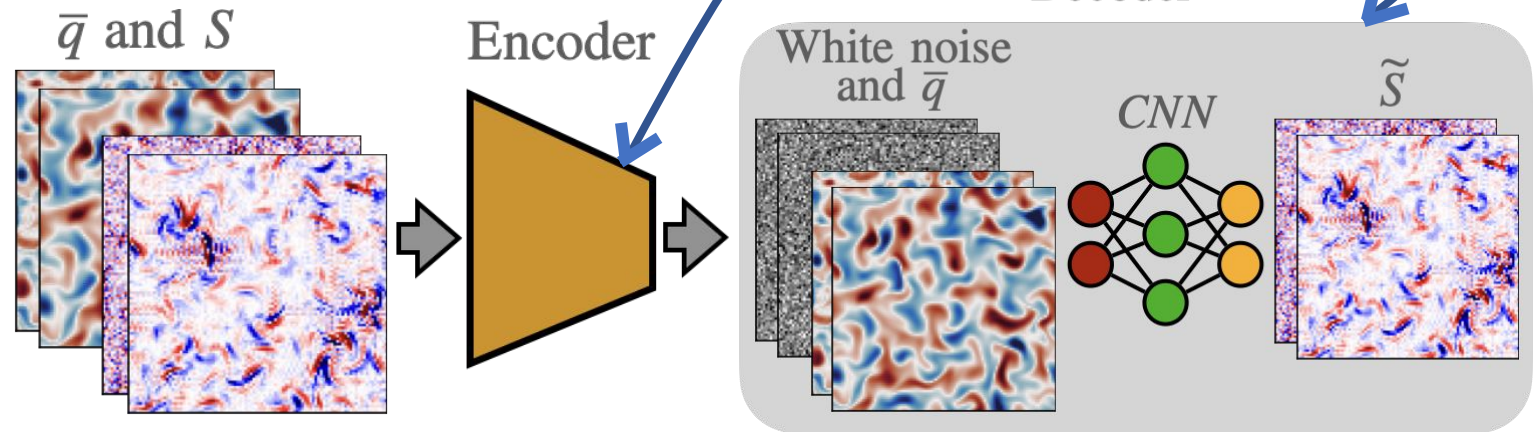 q̅ and S
Encoder
White noise
and q̅
CNN
S̃